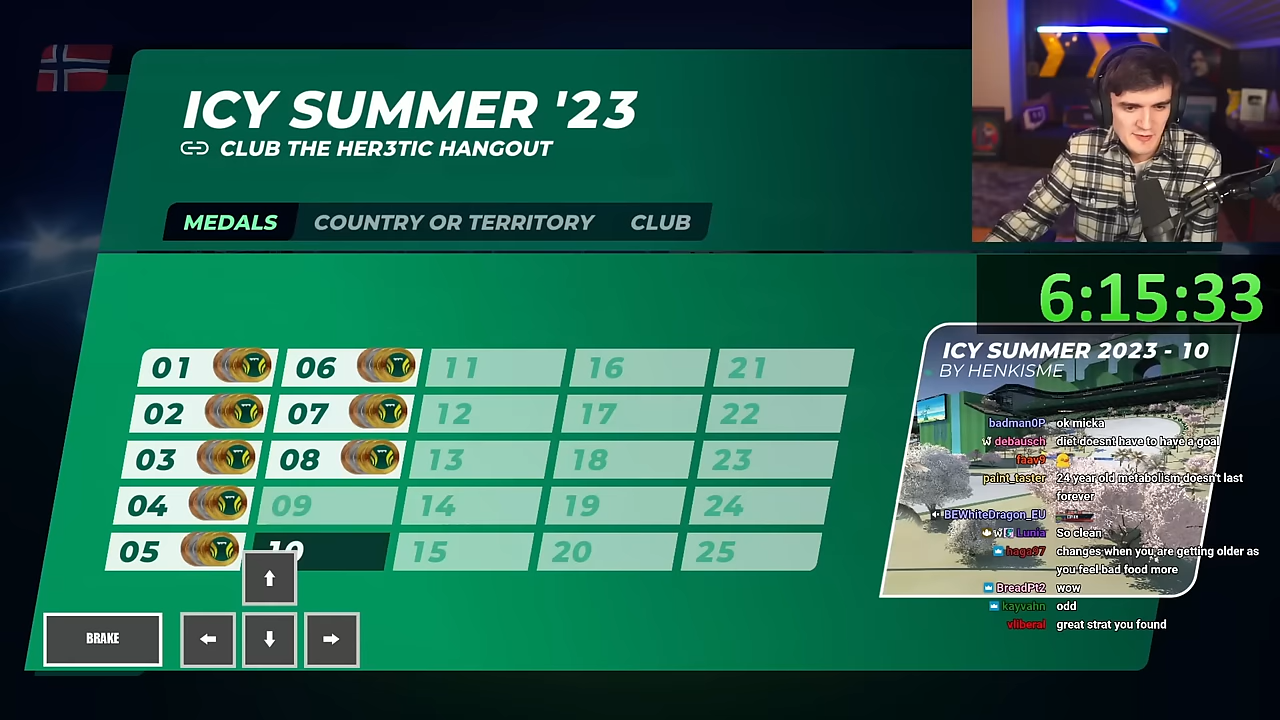 ICY SUMMER '23
CLUB THE HER3TIC HANGOUT
MEDALS COUNTRY OR TERRITORY CLUB
6:15:33
01 06 11 16 21
02 07 12 17 22
03 08 13 18 23
04 09 14 19 24
05 10 15 20 25
BRAKE
ICY SUMMER 2023 - 10
BY HENKISME
badman0P ok micka
debausch diet doesnt have to have a goal
faav9
paint_taster 24 year old metabolism doesn't last
forever
BEWhiteDragon_EU
Lunia So clean
haga97 changes when you are getting older as
you feel bad food more
BreadPt2 wow
kayvahn odd
vliberal great strat you found